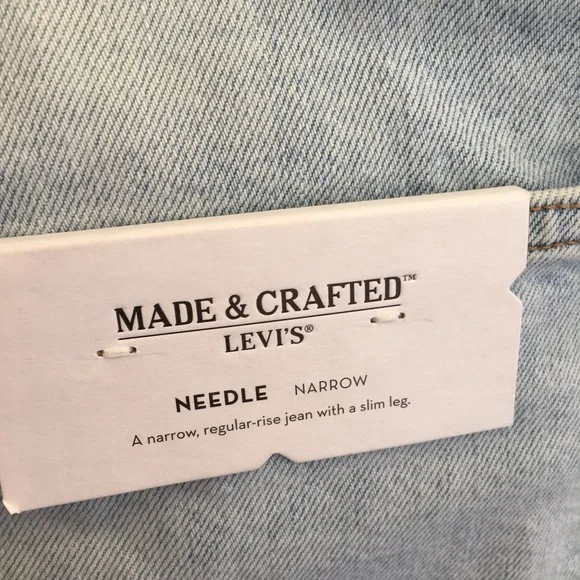 MADE & CRAFTED™
LEVI'S®
NEEDLE NARROW
A narrow, regular-rise jean with a slim leg.